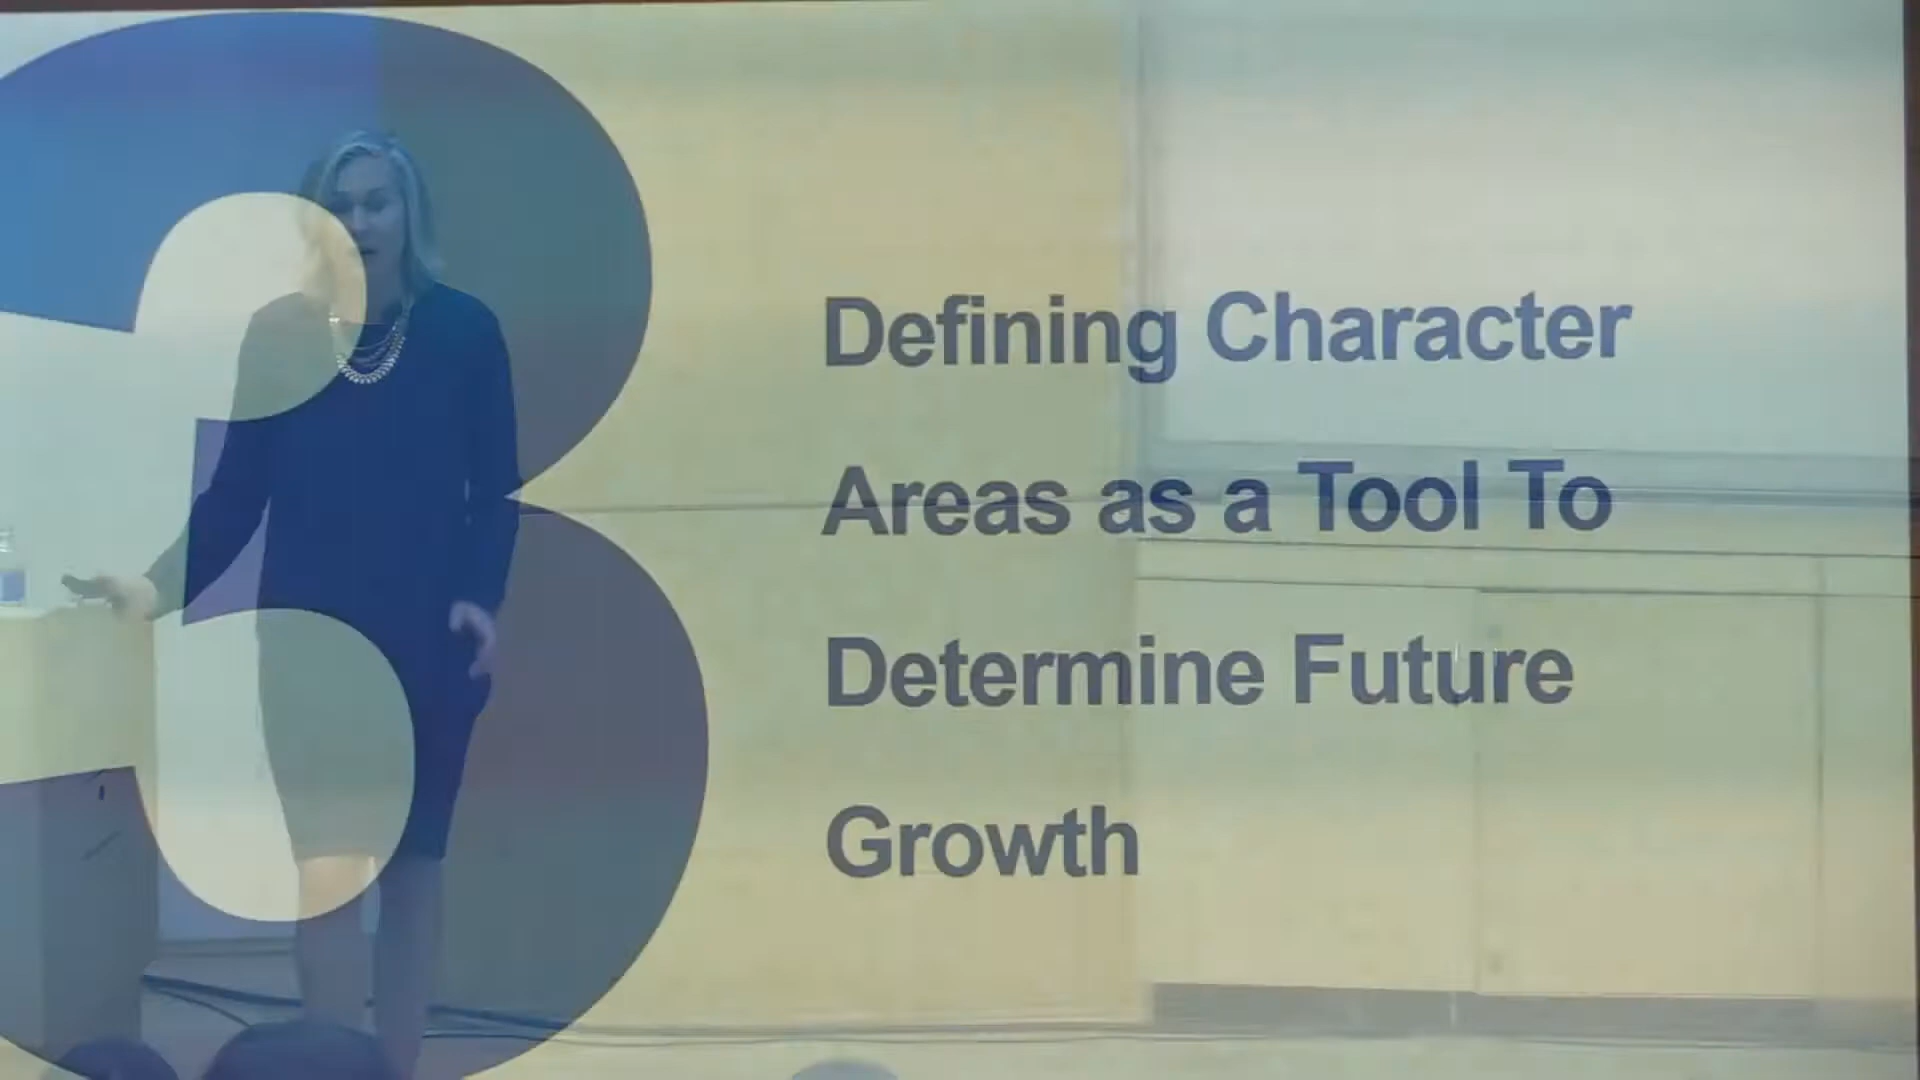 3
Defining Character
Areas as a Tool To
Determine Future
Growth